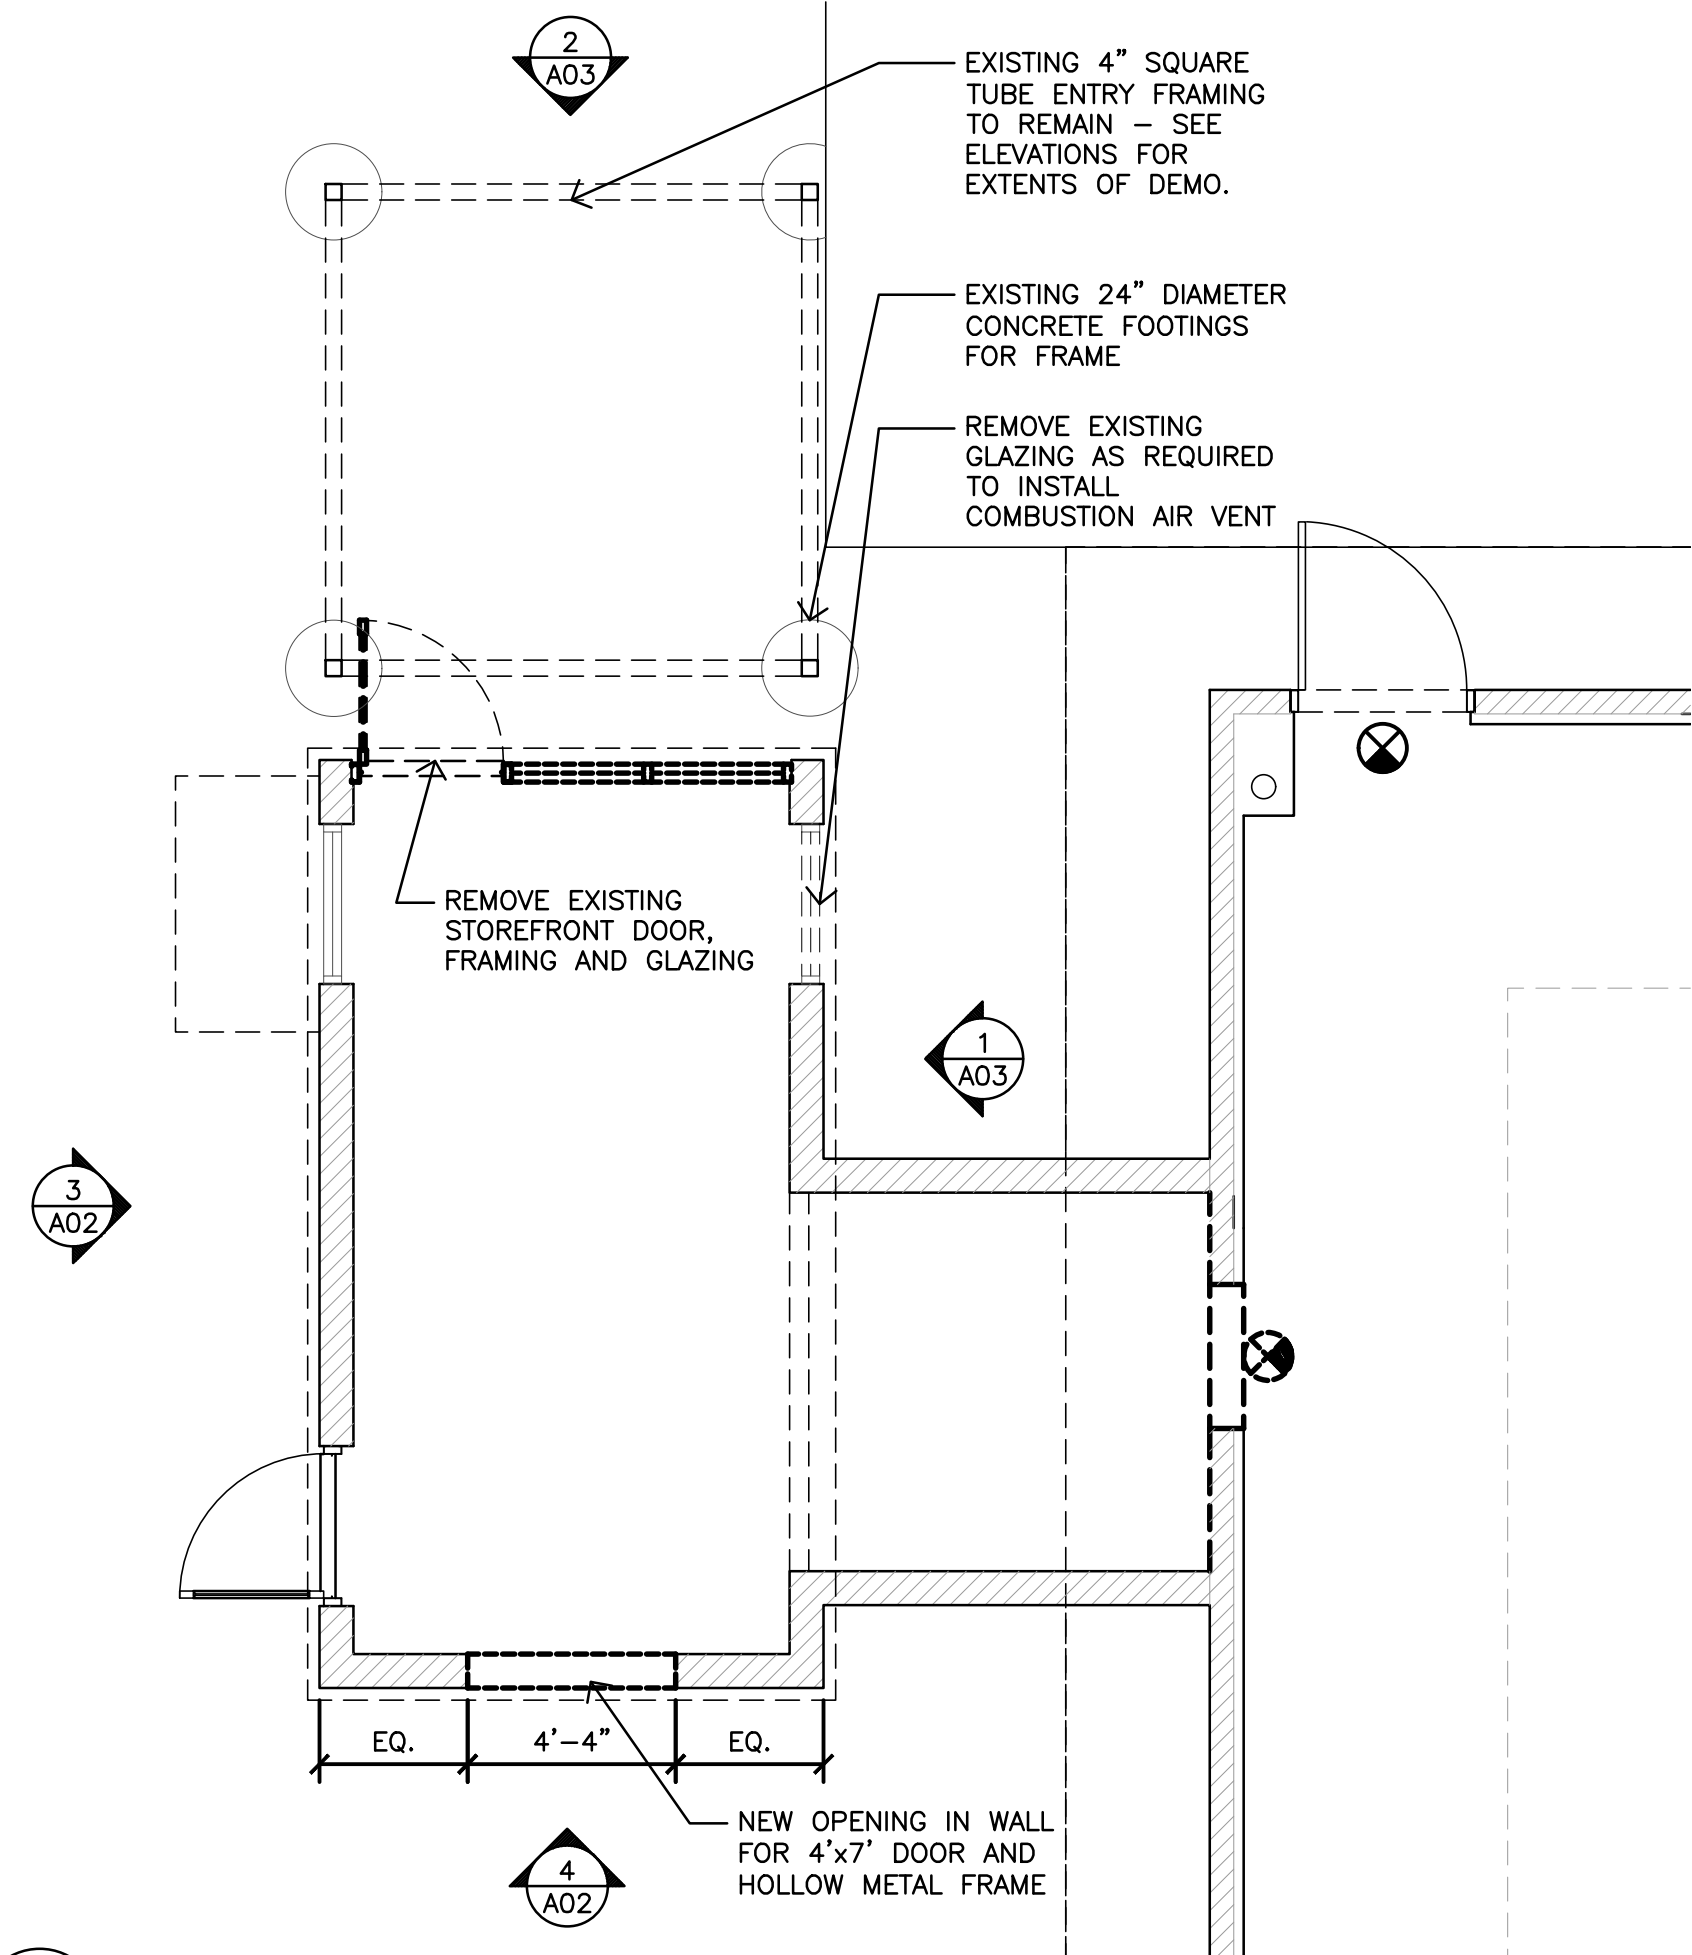 2
A03
EXISTING 4" SQUARE
TUBE ENTRY FRAMING
TO REMAIN – SEE
ELEVATIONS FOR
EXTENTS OF DEMO.
EXISTING 24" DIAMETER
CONCRETE FOOTINGS
FOR FRAME
REMOVE EXISTING
GLAZING AS REQUIRED
TO INSTALL
COMBUSTION AIR VENT
REMOVE EXISTING
STOREFRONT DOOR,
FRAMING AND GLAZING
1
A03
3
A02
EQ.
4'–4"
EQ.
NEW OPENING IN WALL
FOR 4'x7' DOOR AND
HOLLOW METAL FRAME
4
A02